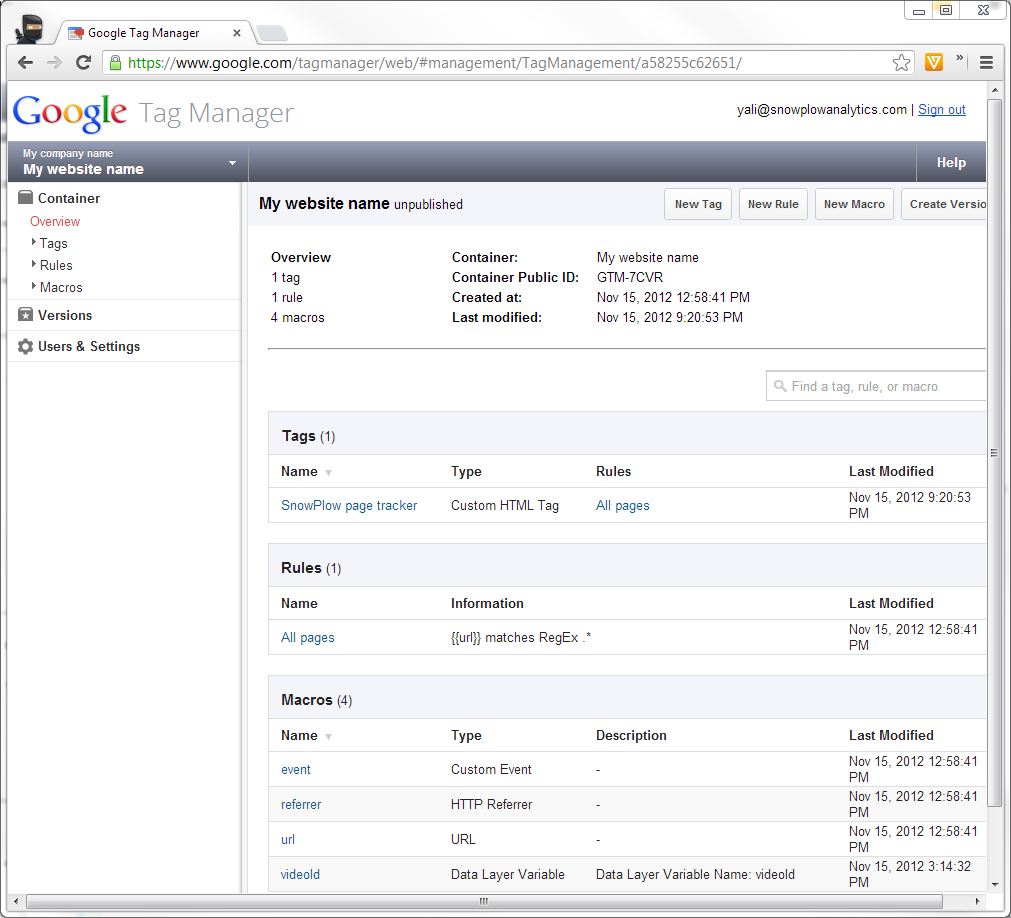 Google Tag Manager
https://www.google.com/tagmanager/web/#management/TagManagement/a58255c62651/
Google Tag Manager
yali@snowplowanalytics.com | Sign out
My company name
My website name
Help
Container
Overview
Tags
Rules
Macros
Versions
Users & Settings
My website name unpublished
New Tag New Rule New Macro Create Versio
Overview
1 tag
1 rule
4 macros
Container: My website name
Container Public ID: GTM-7CVR
Created at: Nov 15, 2012 12:58:41 PM
Last modified: Nov 15, 2012 9:20:53 PM
Find a tag, rule, or macro
Tags (1)
Name Type Rules Last Modified
SnowPlow page tracker Custom HTML Tag All pages Nov 15, 2012 9:20:53
PM
Rules (1)
Name Information Last Modified
All pages {{url}} matches RegEx .* Nov 15, 2012 12:58:41
PM
Macros (4)
Name Type Description Last Modified
event Custom Event - Nov 15, 2012 12:58:41
PM
referrer HTTP Referrer - Nov 15, 2012 12:58:41
PM
url URL - Nov 15, 2012 12:58:41
PM
videoId Data Layer Variable Data Layer Variable Name: videoId Nov 15, 2012 3:14:32
PM